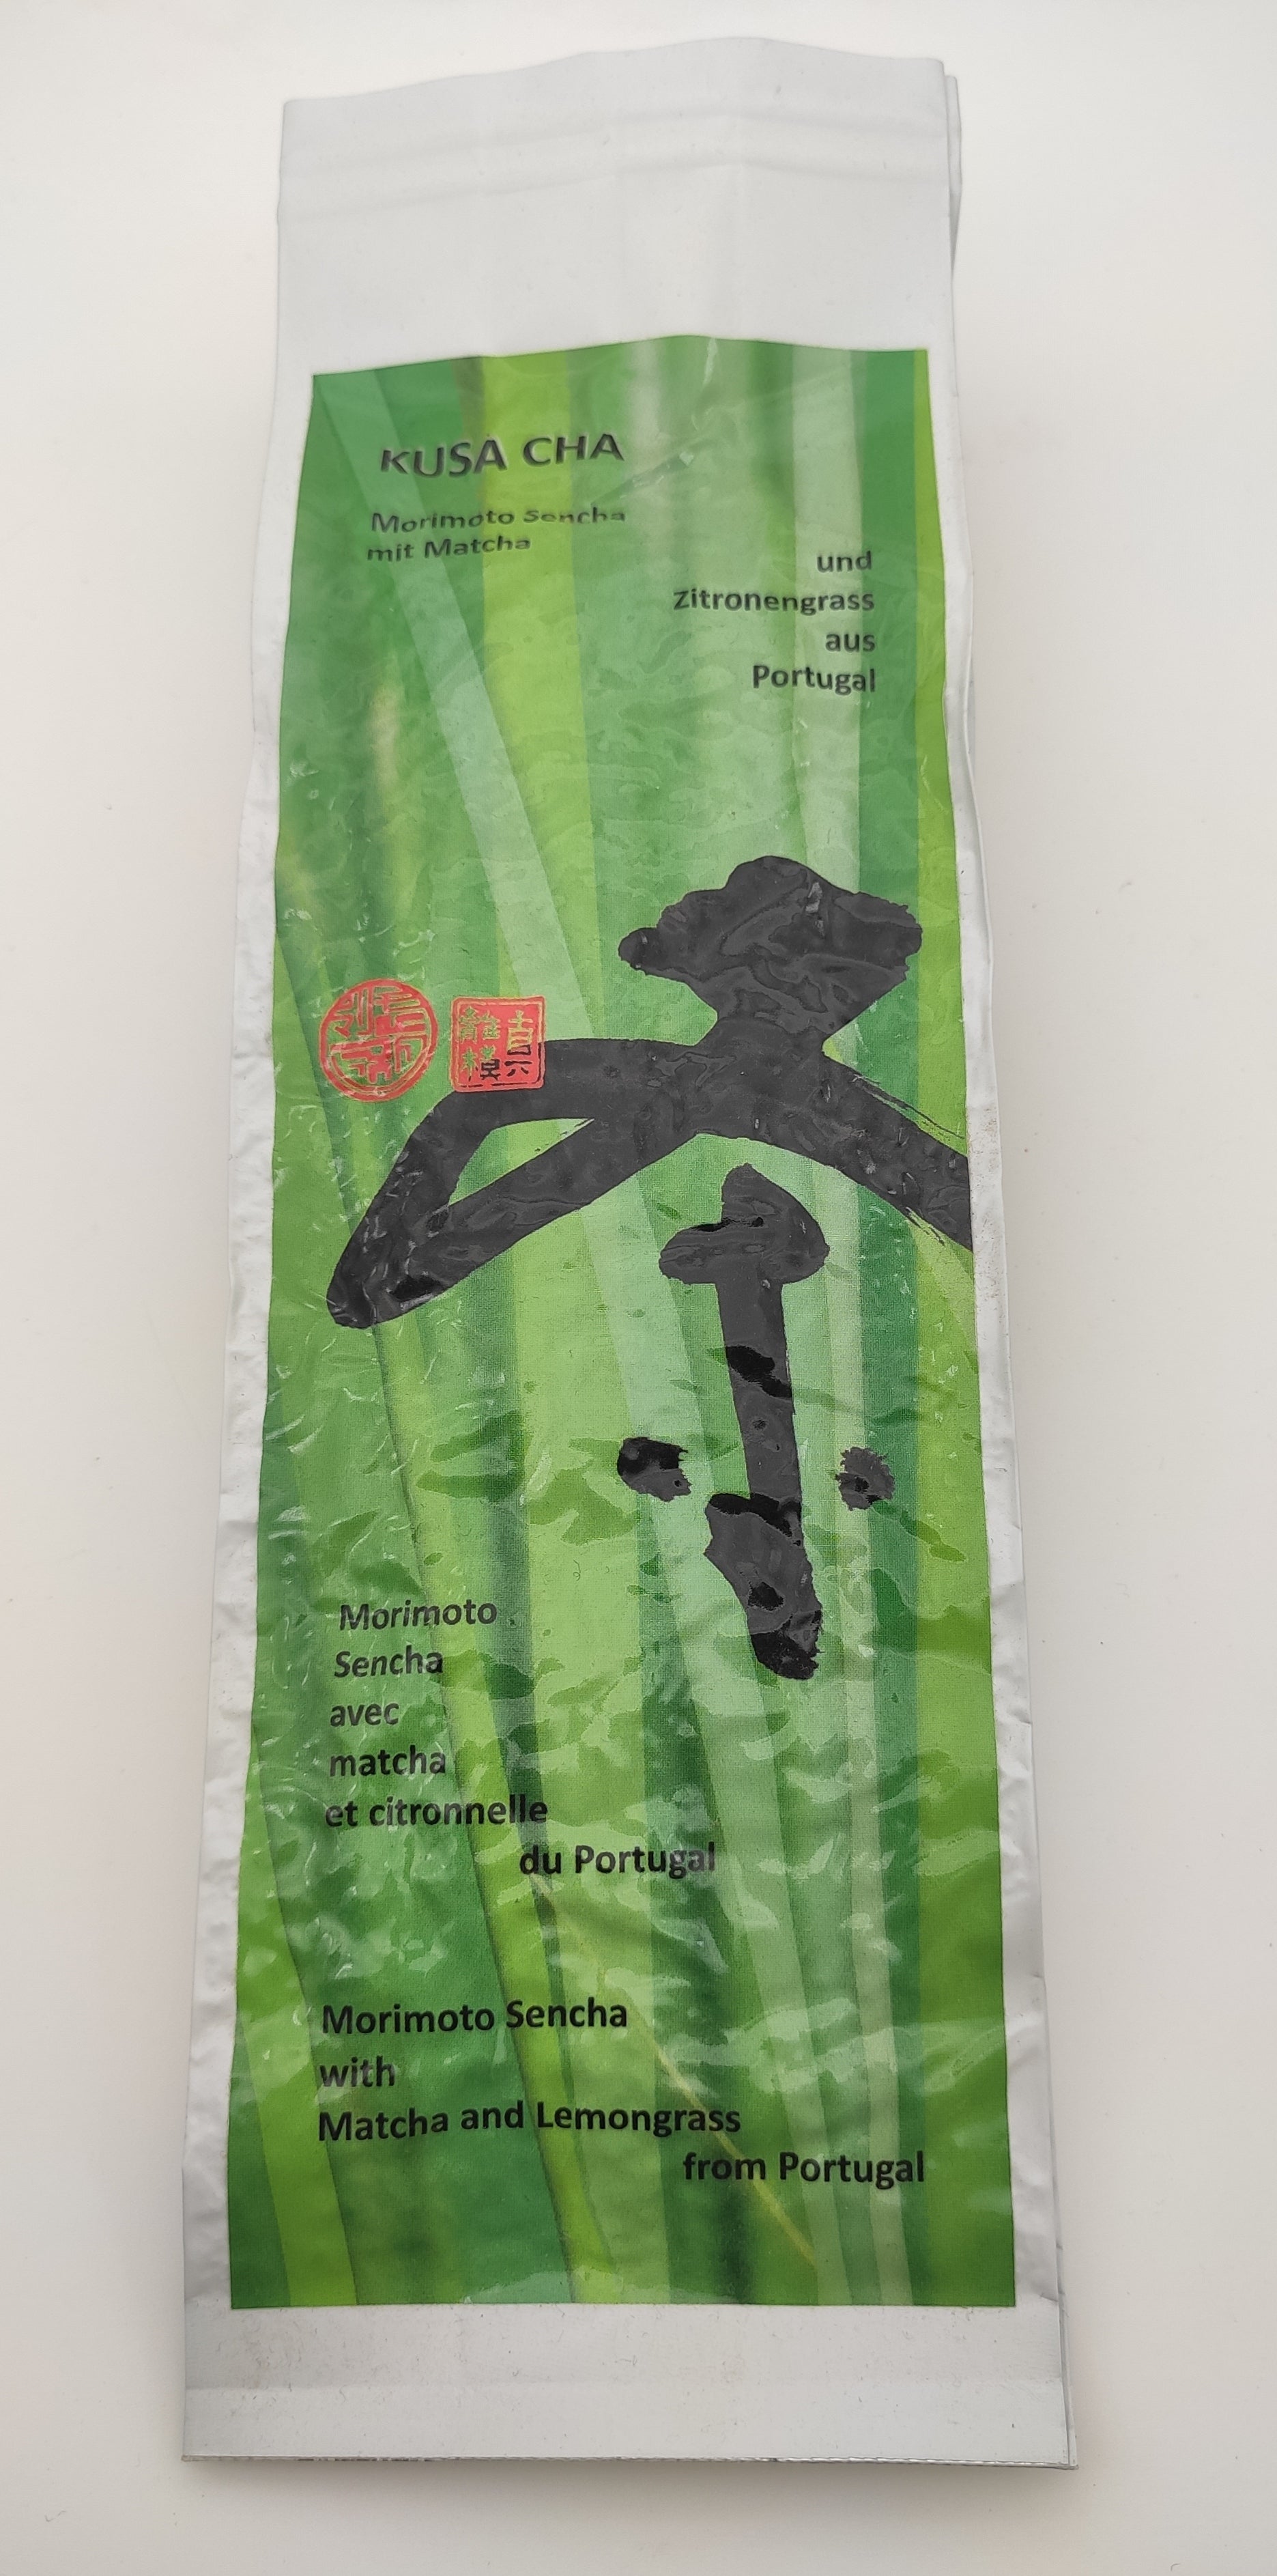 KUSA CHA
Morimoto Sencha
mit Matcha
und
Zitronengrass
aus
Portugal
茶
Morimoto
Sencha
avec
matcha
et citronnelle
du Portugal
Morimoto Sencha
with
Matcha and Lemongrass
from Portugal